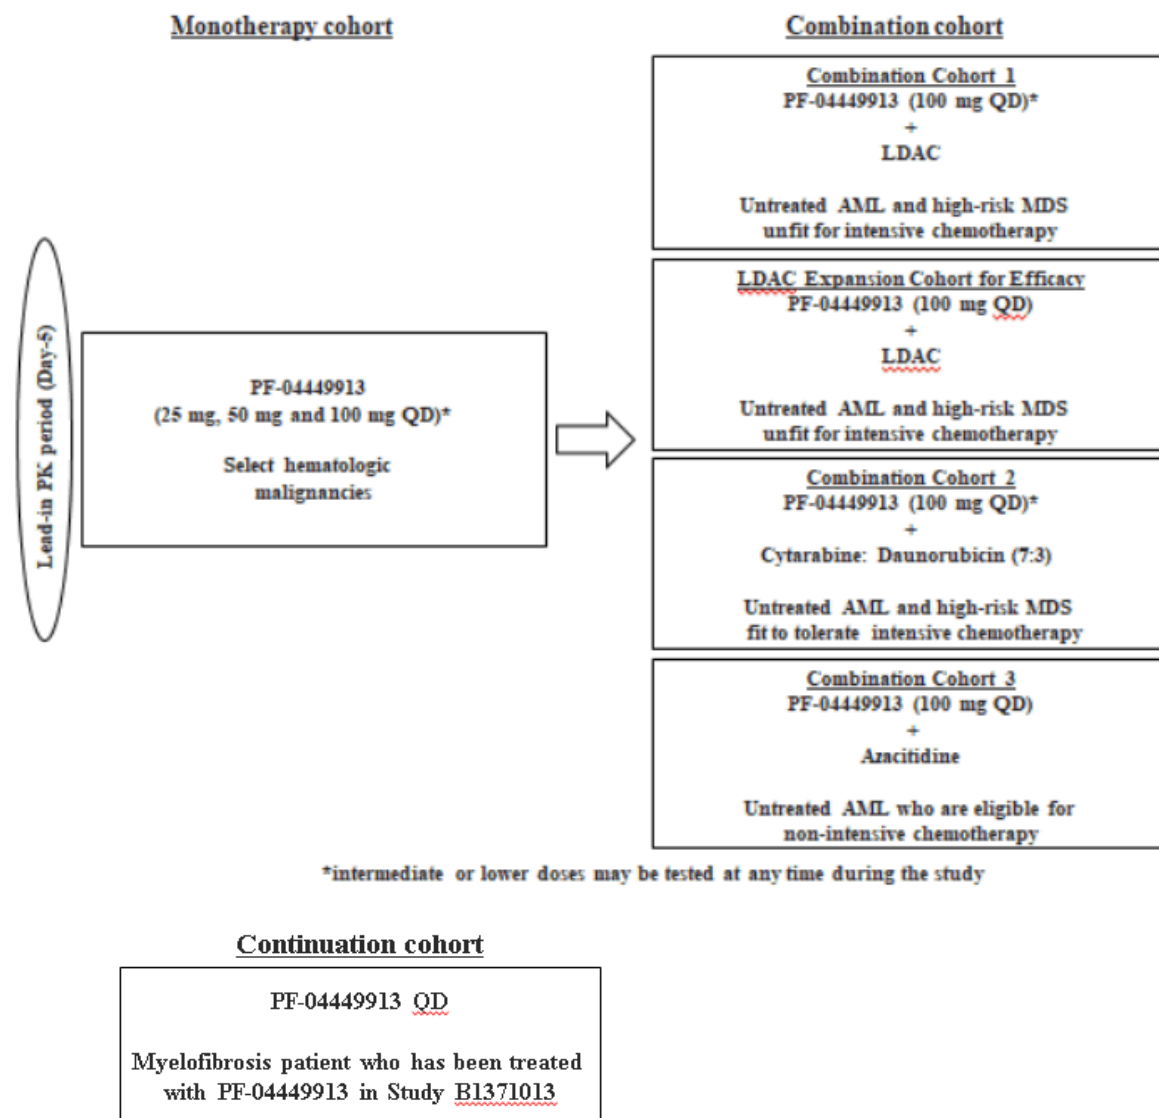 Monotherapy cohort
Combination cohort
Lead-in PK period (Day-5)
PF-04449913
(25 mg, 50 mg and 100 mg QD)*
Select hematologic
malignancies
Combination Cohort 1
PF-04449913 (100 mg QD)*
+
LDAC
Untreated AML and high-risk MDS
unfit for intensive chemotherapy
LDAC Expansion Cohort for Efficacy
PF-04449913 (100 mg QD)
+
LDAC
Untreated AML and high-risk MDS
unfit for intensive chemotherapy
Combination Cohort 2
PF-04449913 (100 mg QD)*
+
Cytarabine: Daunorubicin (7:3)
Untreated AML and high-risk MDS
fit to tolerate intensive chemotherapy
Combination Cohort 3
PF-04449913 (100 mg QD)
+
Azacitidine
Untreated AML who are eligible for
non-intensive chemotherapy
*intermediate or lower doses may be tested at any time during the study
Continuation cohort
PF-04449913 QD
Myelofibrosis patient who has been treated
with PF-04449913 in Study B1371013